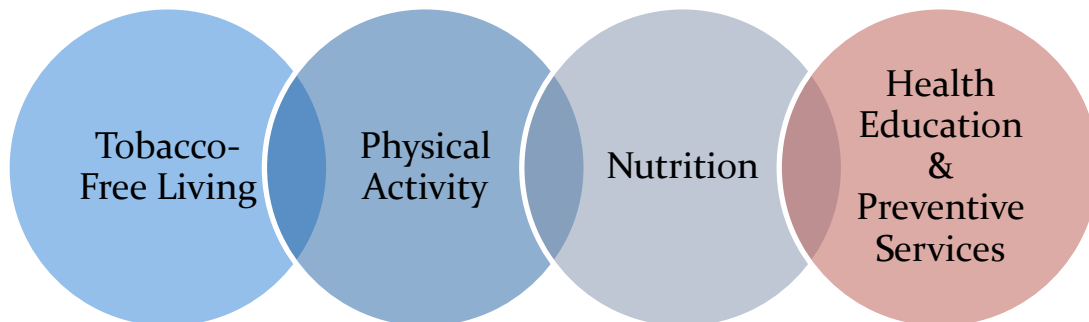 Tobacco-
Free Living
Physical
Activity
Nutrition
Health
Education
&
Preventive
Services